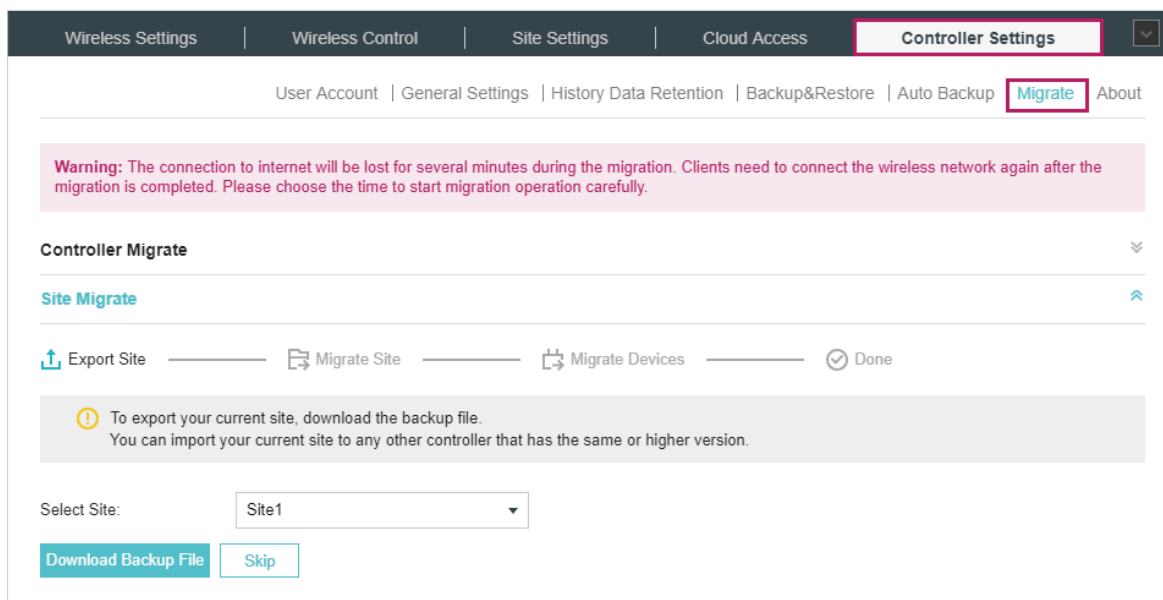 Wireless Settings | Wireless Control | Site Settings | Cloud Access Controller Settings
User Account | General Settings | History Data Retention | Backup&Restore | Auto Backup Migrate About
Warning: The connection to internet will be lost for several minutes during the migration. Clients need to connect the wireless network again after the
migration is completed. Please choose the time to start migration operation carefully.
Controller Migrate
Site Migrate
Export Site Migrate Site Migrate Devices Done
To export your current site, download the backup file.
You can import your current site to any other controller that has the same or higher version.
Select Site: Site1
Download Backup File Skip